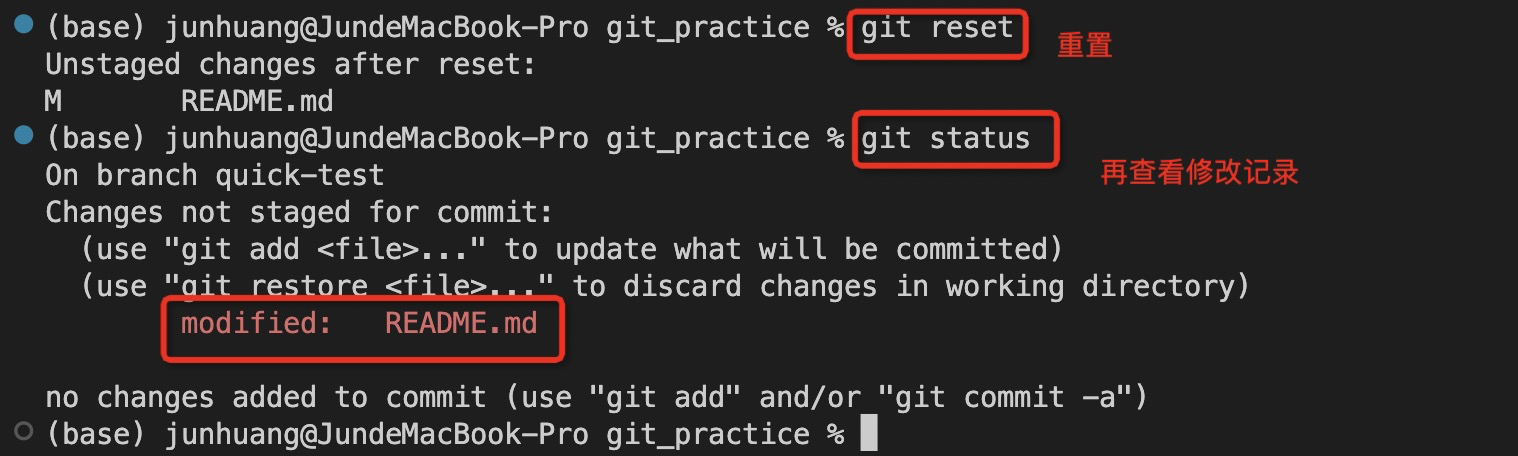 (base) junhuang@JundeMacBook-Pro git_practice % git reset 重置
Unstaged changes after reset:
M       README.md
(base) junhuang@JundeMacBook-Pro git_practice % git status
再查看修改记录
On branch quick-test
Changes not staged for commit:
  (use "git add <file>..." to update what will be committed)
  (use "git restore <file>..." to discard changes in working directory)
        modified:   README.md
no changes added to commit (use "git add" and/or "git commit -a")
(base) junhuang@JundeMacBook-Pro git_practice %